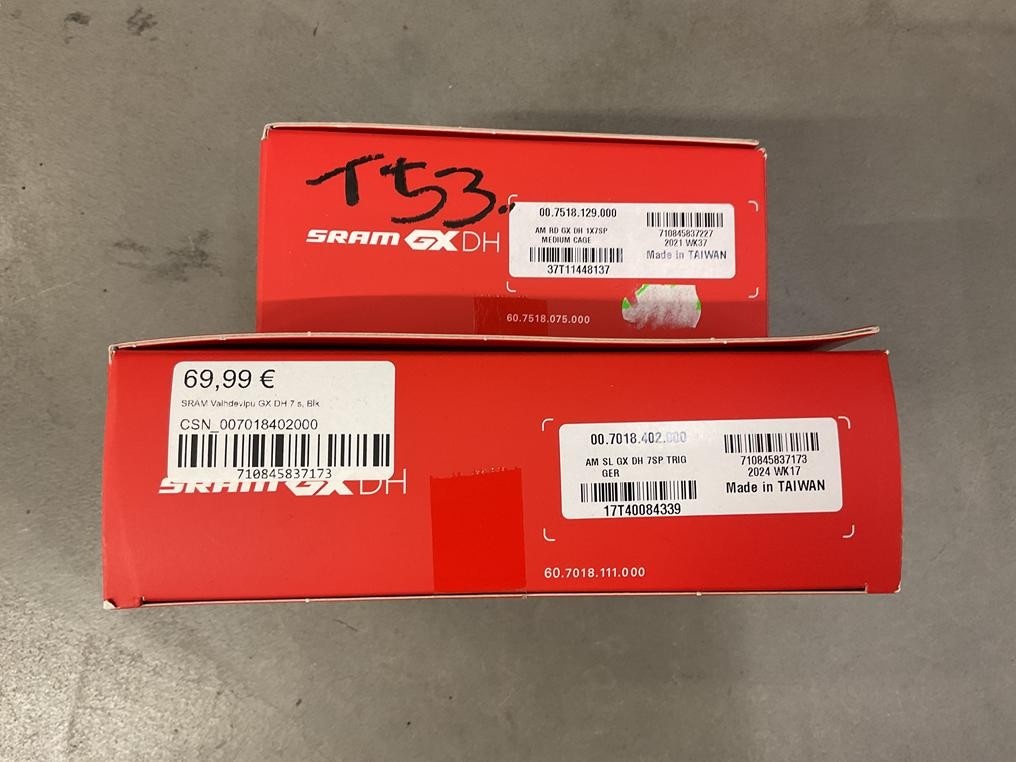 T53.
SRAM GX DH
00.7518.129.000
AM RD GX DH 1X7SP
MEDIUM CAGE
37T11448137
710845837227
2021 WK37
Made in TAIWAN
60.7518.075.000
69,99 €
SRAM Vaihdevipu GX DH 7 s, Blk
CSN_007018402000
710845837173
SRAM GX DH
00.7018.402.000
AM SL GX DH 7SP TRIG
GER
17T40084339
710845837173
2024 WK17
Made in TAIWAN
60.7018.111.000